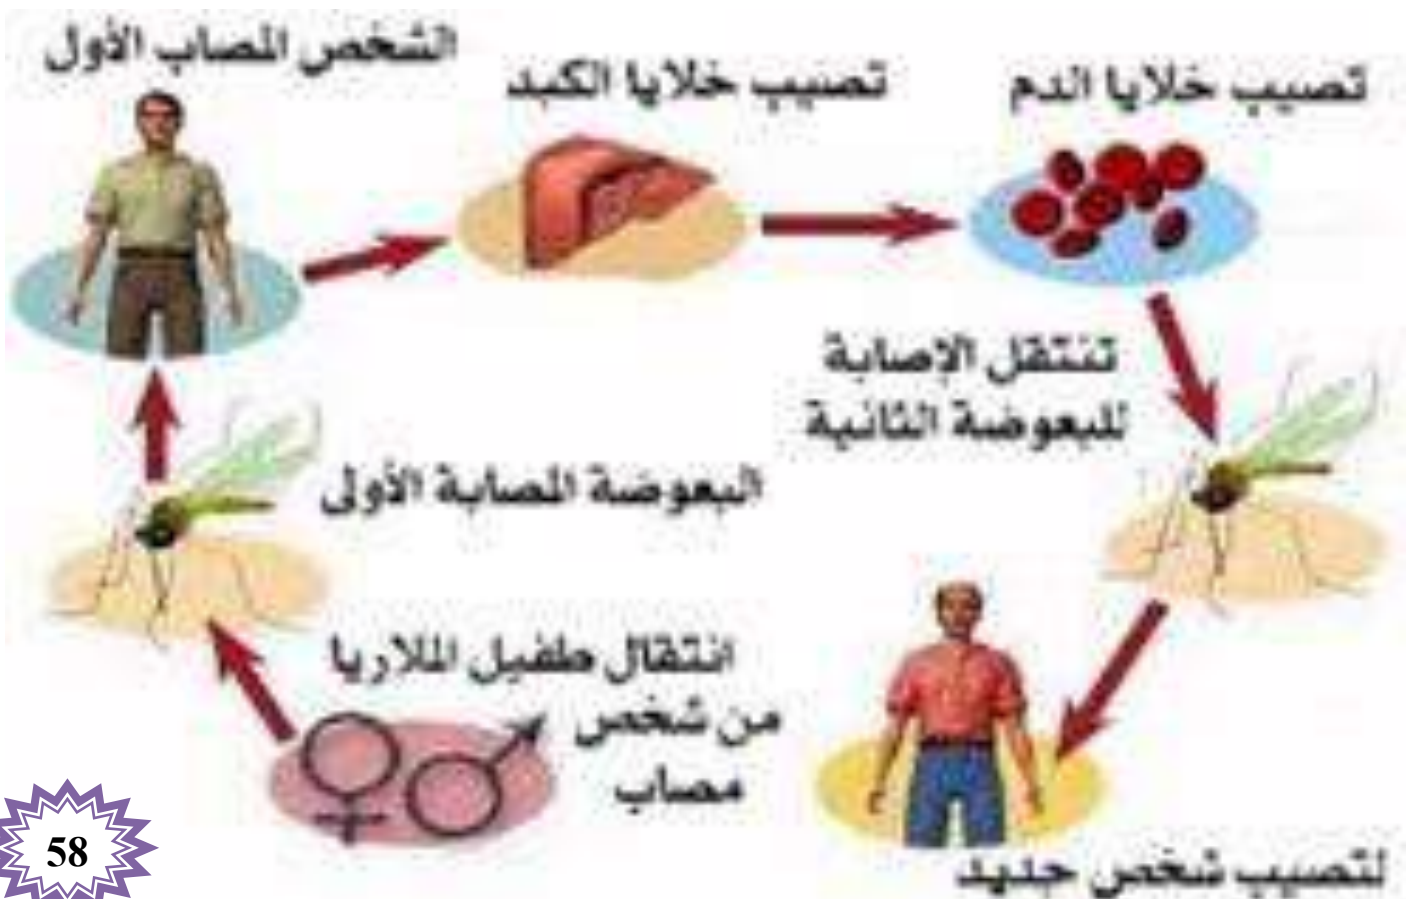 الشخص المصاب الأول
تصيب خلايا الكبد
تصيب خلايا الدم
تنتقل الإصابة
للبعوضة الثانية
البعوضة المصابة الأولى
انتقال طفيل الملاريا
من شخص
مصاب
لتصيب شخص جديد
58